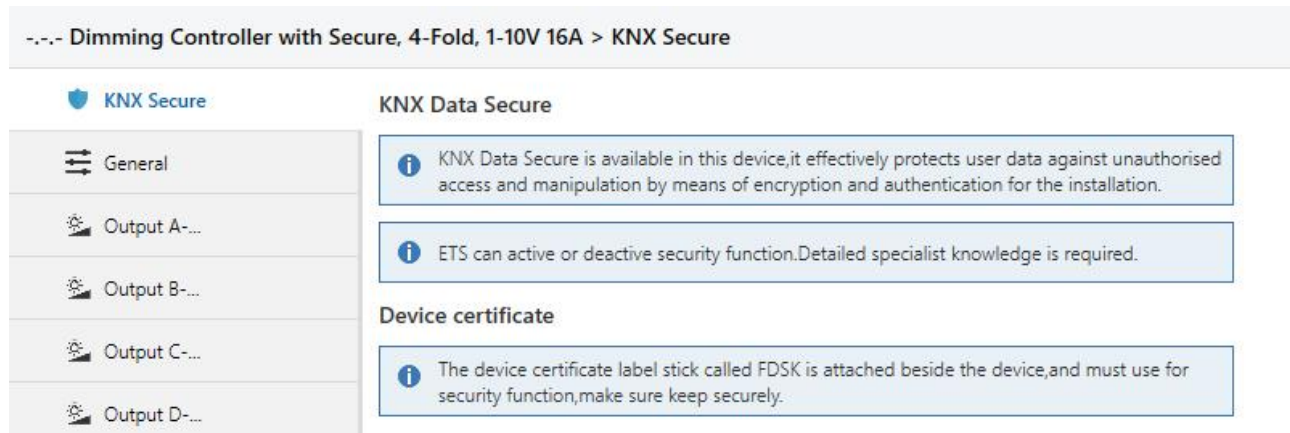 -.-.- Dimming Controller with Secure, 4-Fold, 1-10V 16A > KNX Secure
KNX Secure
General
Output A-...
Output B-...
Output C-...
Output D-...
KNX Data Secure
KNX Data Secure is available in this device,it effectively protects user data against unauthorised
access and manipulation by means of encryption and authentication for the installation.
ETS can active or deactive security function.Detailed specialist knowledge is required.
Device certificate
The device certificate label stick called FDSK is attached beside the device,and must use for
security function,make sure keep securely.